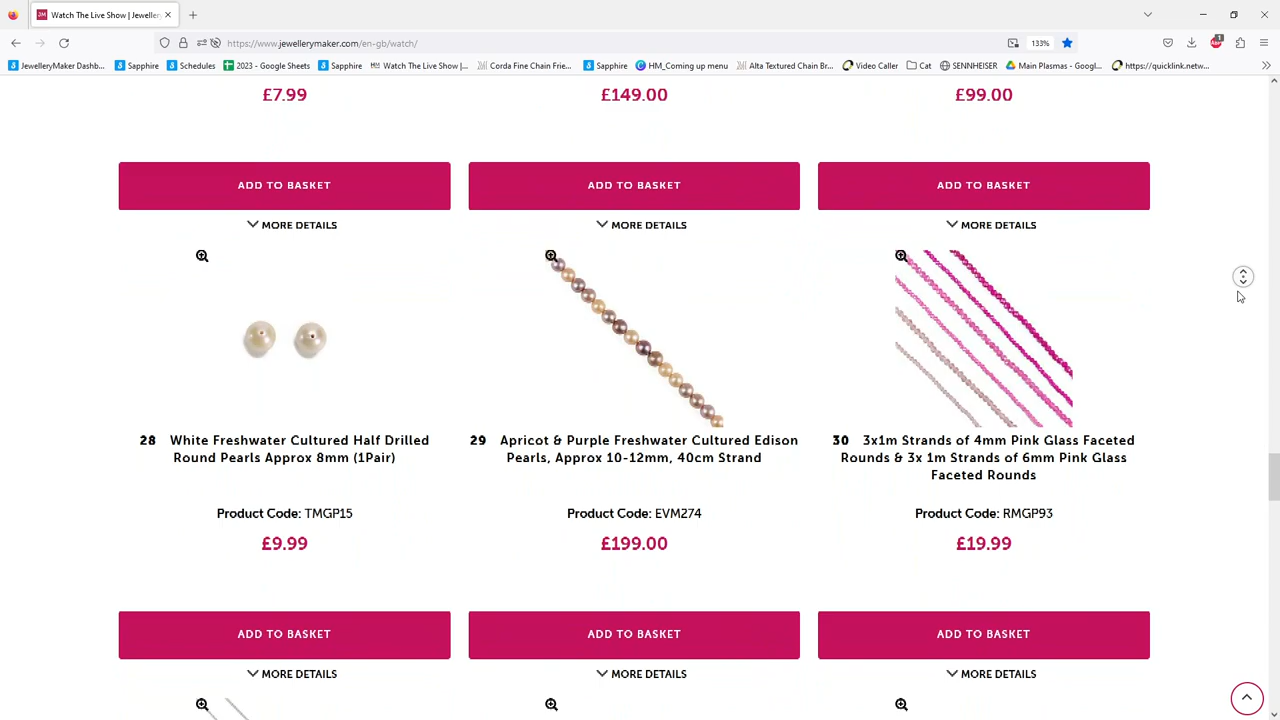 Watch The Live Show | Jeweller
https://www.jewellerymaker.com/en-gb/watch/
133%
JewelleryMaker Dashb...
Sapphire
Schedules
2023 - Google Sheets
Sapphire
Watch The Live Show |...
Corda Fine Chain Frie...
Sapphire
HM_Coming up menu
Alta Textured Chain Br...
Video Caller
Cat
SENNHEISER
Main Plasmas - Googl...
https://quicklink.netw...
£7.99
£149.00
£99.00
ADD TO BASKET
ADD TO BASKET
ADD TO BASKET
MORE DETAILS
MORE DETAILS
MORE DETAILS
28 White Freshwater Cultured Half Drilled
Round Pearls Approx 8mm (1Pair)
Product Code: TMGP15
£9.99
29 Apricot & Purple Freshwater Cultured Edison
Pearls, Approx 10-12mm, 40cm Strand
Product Code: EVM274
£199.00
30 3x1m Strands of 4mm Pink Glass Faceted
Rounds & 3x 1m Strands of 6mm Pink Glass
Faceted Rounds
Product Code: RMGP93
£19.99
ADD TO BASKET
ADD TO BASKET
ADD TO BASKET
MORE DETAILS
MORE DETAILS
MORE DETAILS